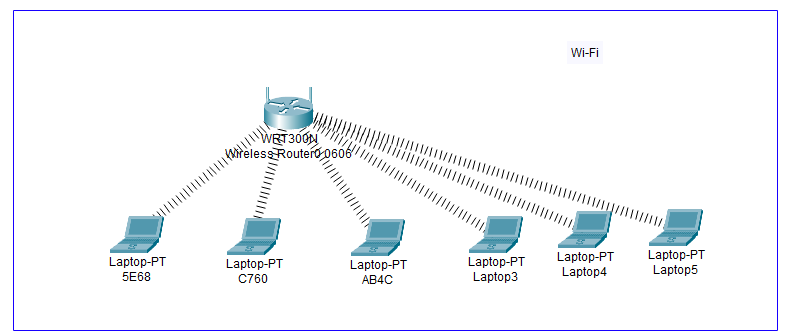 Wi-Fi
WRT300N
Wireless Router0 0606
Laptop-PT
5E68
Laptop-PT
C760
Laptop-PT
AB4C
Laptop-PT
Laptop3
Laptop-PT
Laptop4
Laptop-PT
Laptop5